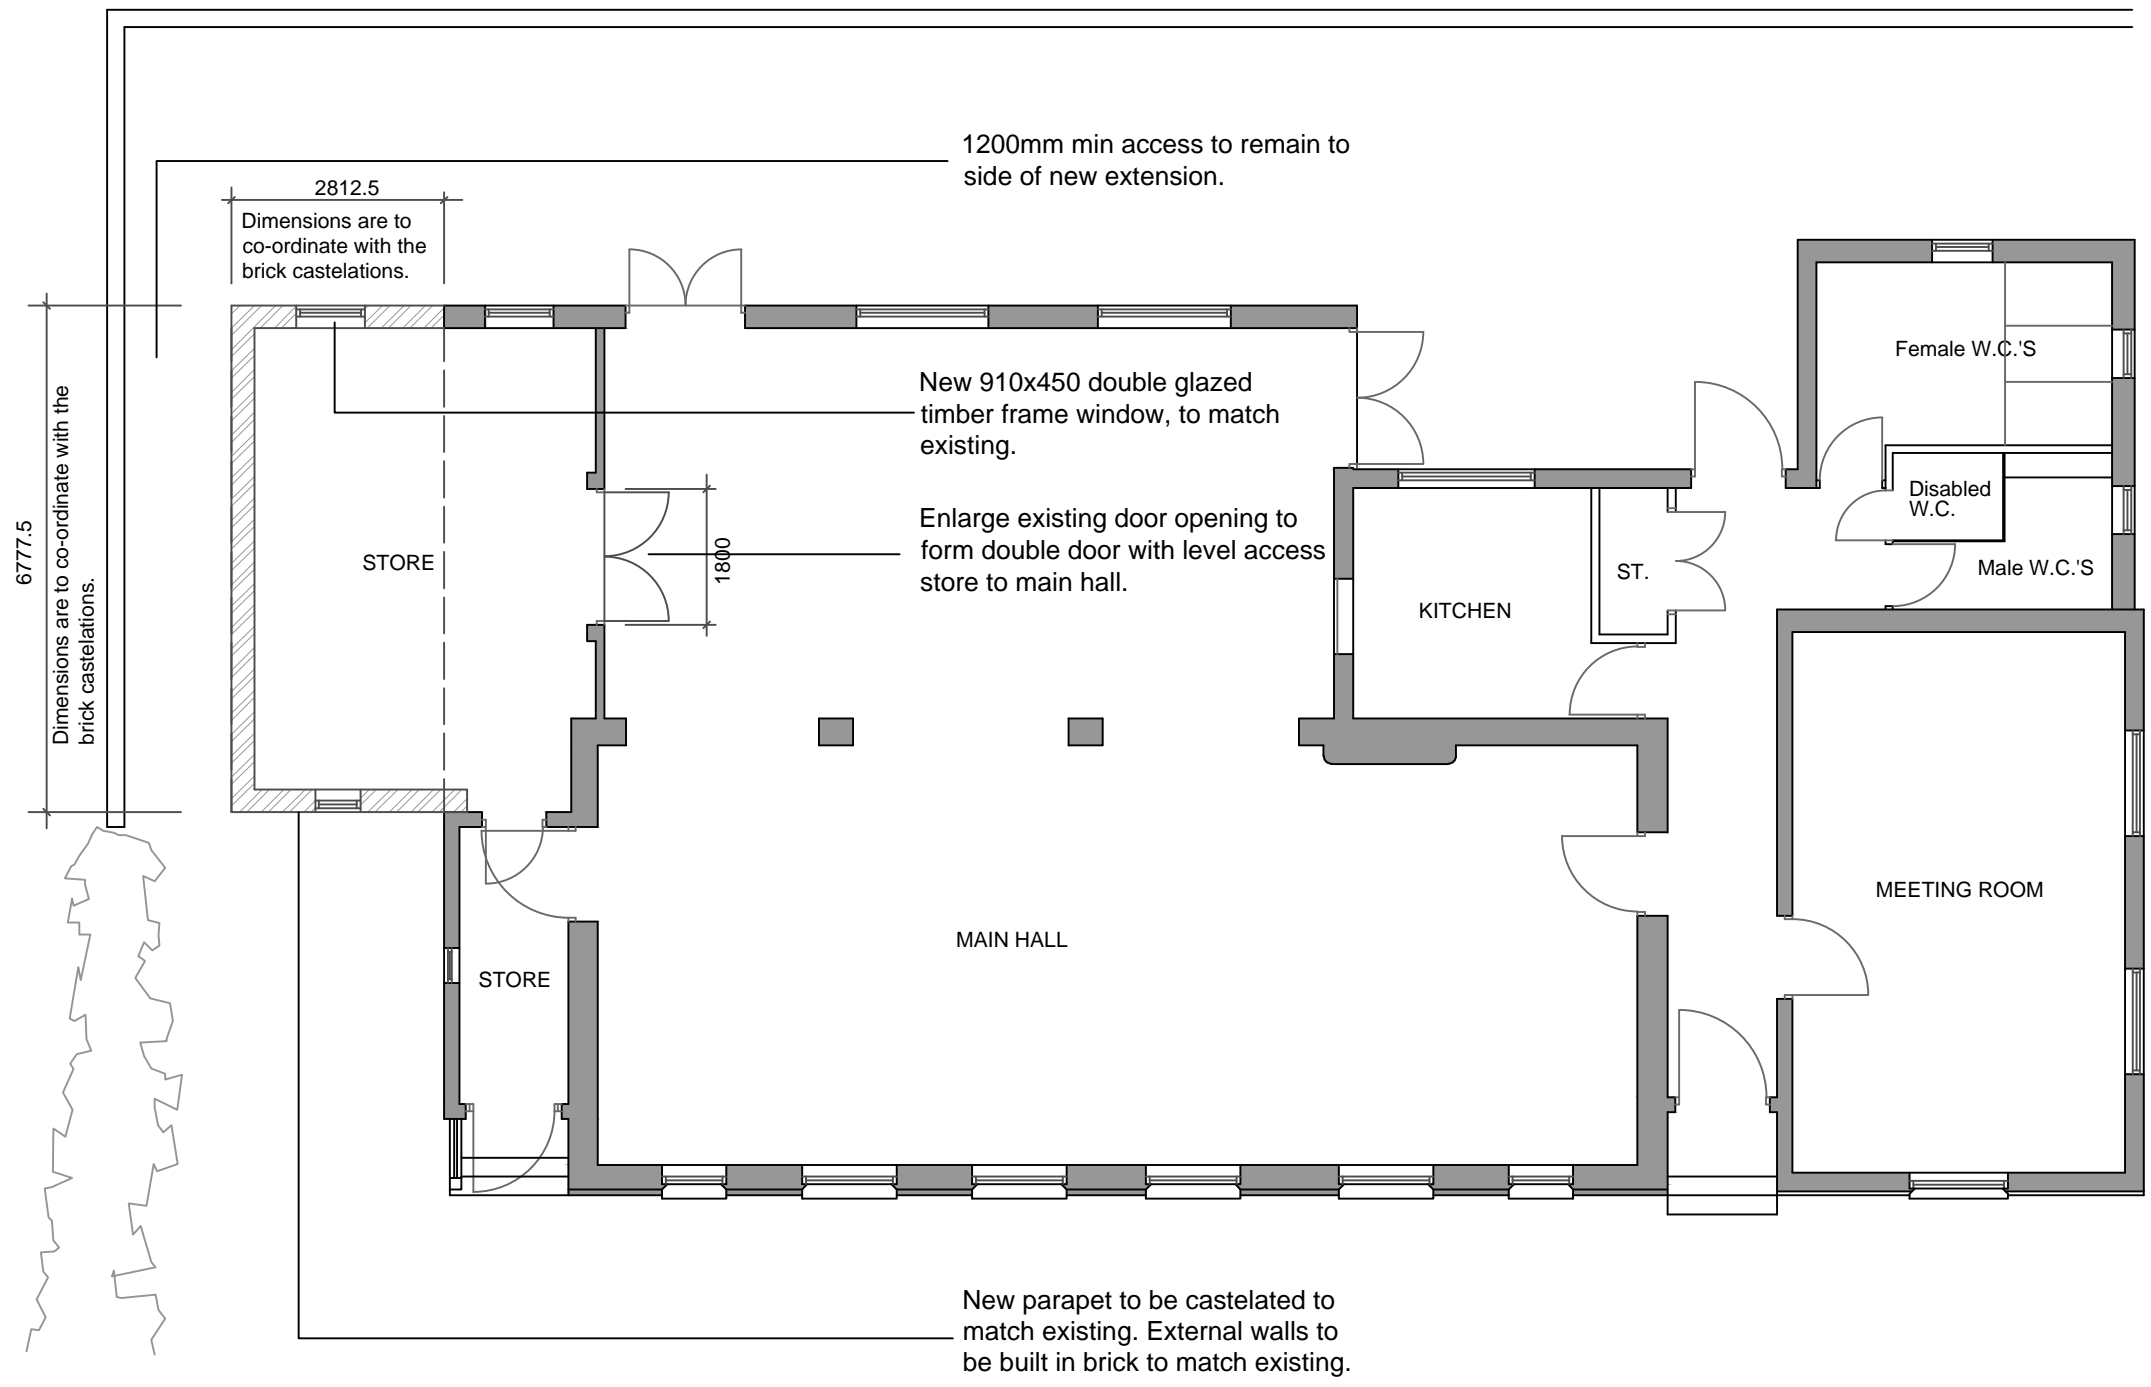 1200mm min access to remain to
side of new extension.
2812.5
Dimensions are to
co-ordinate with the
brick castelations.
6777.5
Dimensions are to co-ordinate with the
brick castelations.
New 910x450 double glazed
timber frame window, to match
existing.
Enlarge existing door opening to
form double door with level access
store to main hall.
1800
STORE
KITCHEN
ST.
Female W.C.'S
Disabled
W.C.
Male W.C.'S
MEETING ROOM
MAIN HALL
STORE
New parapet to be castelated to
match existing. External walls to
be built in brick to match existing.